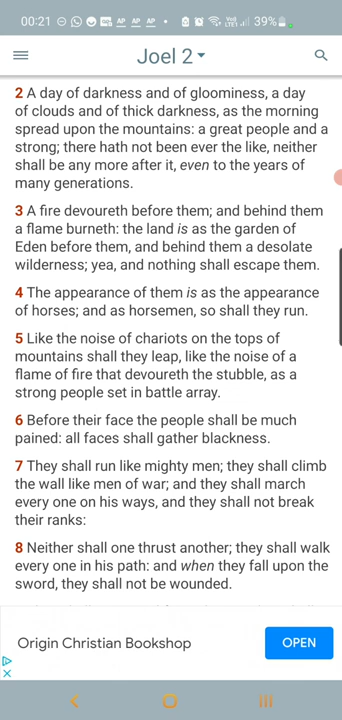 00:21
39%
Joel 2
2 A day of darkness and of gloominess, a day
of clouds and of thick darkness, as the morning
spread upon the mountains: a great people and a
strong; there hath not been ever the like, neither
shall be any more after it, even to the years of
many generations.
3 A fire devoureth before them; and behind them
a flame burneth: the land is as the garden of
Eden before them, and behind them a desolate
wilderness; yea, and nothing shall escape them.
4 The appearance of them is as the appearance
of horses; and as horsemen, so shall they run.
5 Like the noise of chariots on the tops of
mountains shall they leap, like the noise of a
flame of fire that devoureth the stubble, as a
strong people set in battle array.
6 Before their face the people shall be much
pained: all faces shall gather blackness.
7 They shall run like mighty men; they shall climb
the wall like men of war; and they shall march
every one on his ways, and they shall not break
their ranks:
8 Neither shall one thrust another; they shall walk
every one in his path: and when they fall upon the
sword, they shall not be wounded.
Origin Christian Bookshop
OPEN